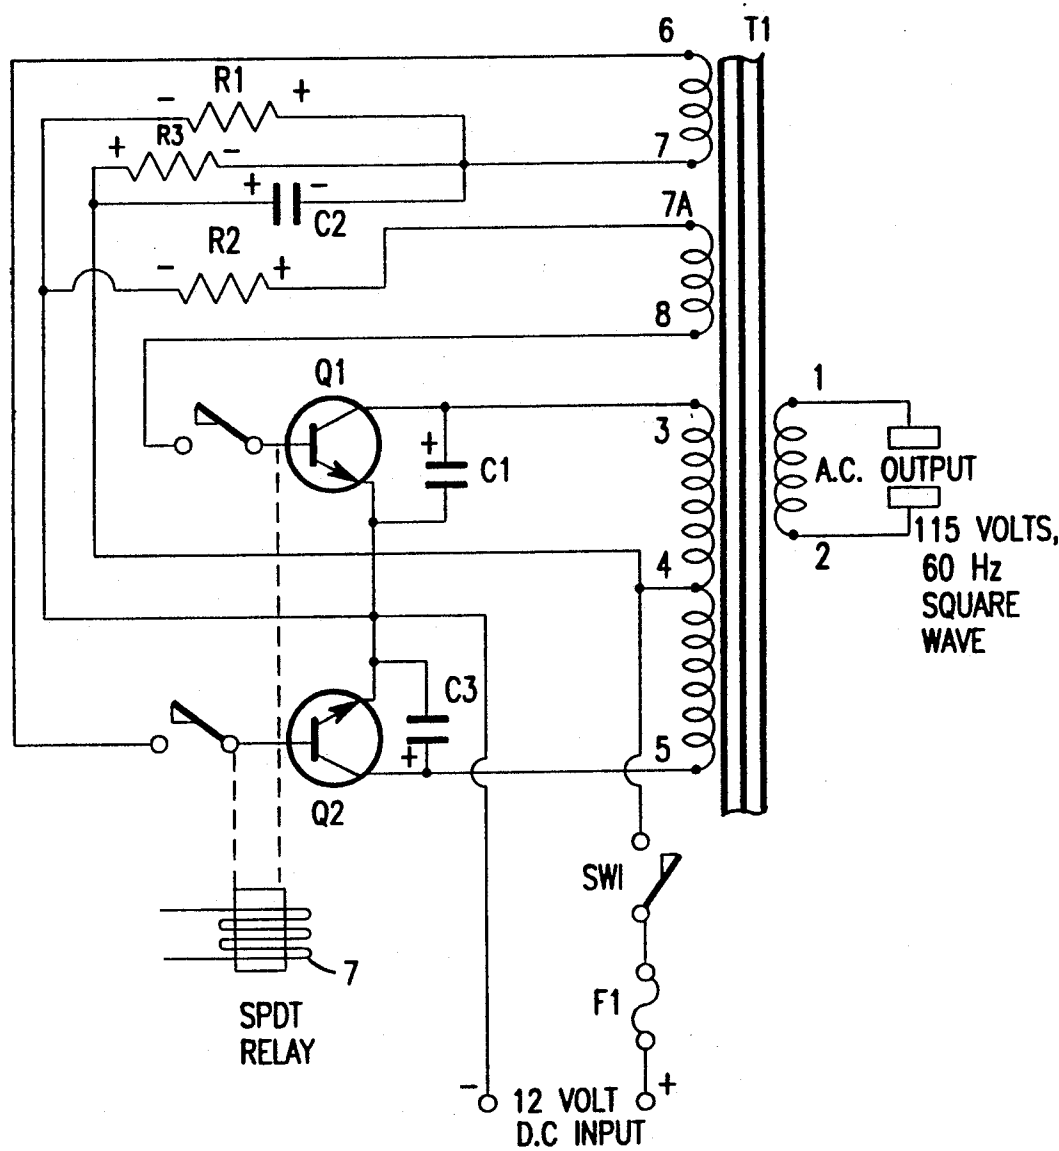 6
T1
R1
- +
7
+ R3 -
+ -
C2
7A
R2
- +
8
Q1
1
3
+
C1
A.C. OUTPUT
115 VOLTS,
60 Hz
SQUARE
WAVE
2
4
C3
5
+
Q2
SWI
7
F1
SPDT
RELAY
- +
12 VOLT
D.C INPUT